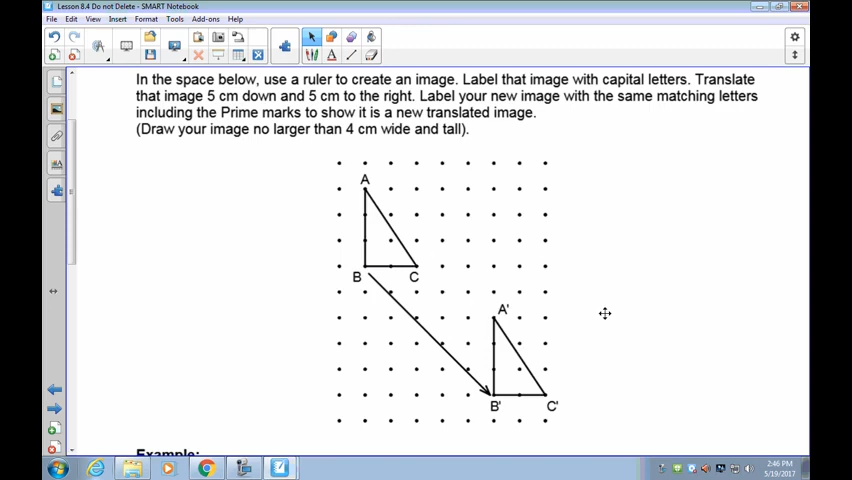 Lesson 8.4 Do not Delete - SMART Notebook
File Edit View Insert Format Tools Add-ons Help
In the space below, use a ruler to create an image. Label that image with capital letters. Translate
that image 5 cm down and 5 cm to the right. Label your new image with the same matching letters
including the Prime marks to show it is a new translated image.
(Draw your image no larger than 4 cm wide and tall).
A
B C
A'
B' C'
Example:
2:46 PM
5/19/2017